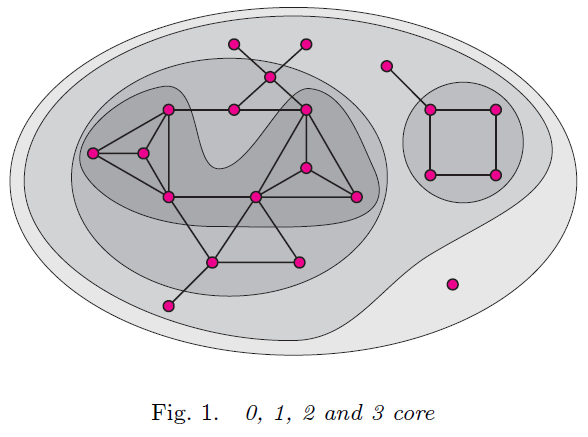 Fig. 1. 0, 1, 2 and 3 core